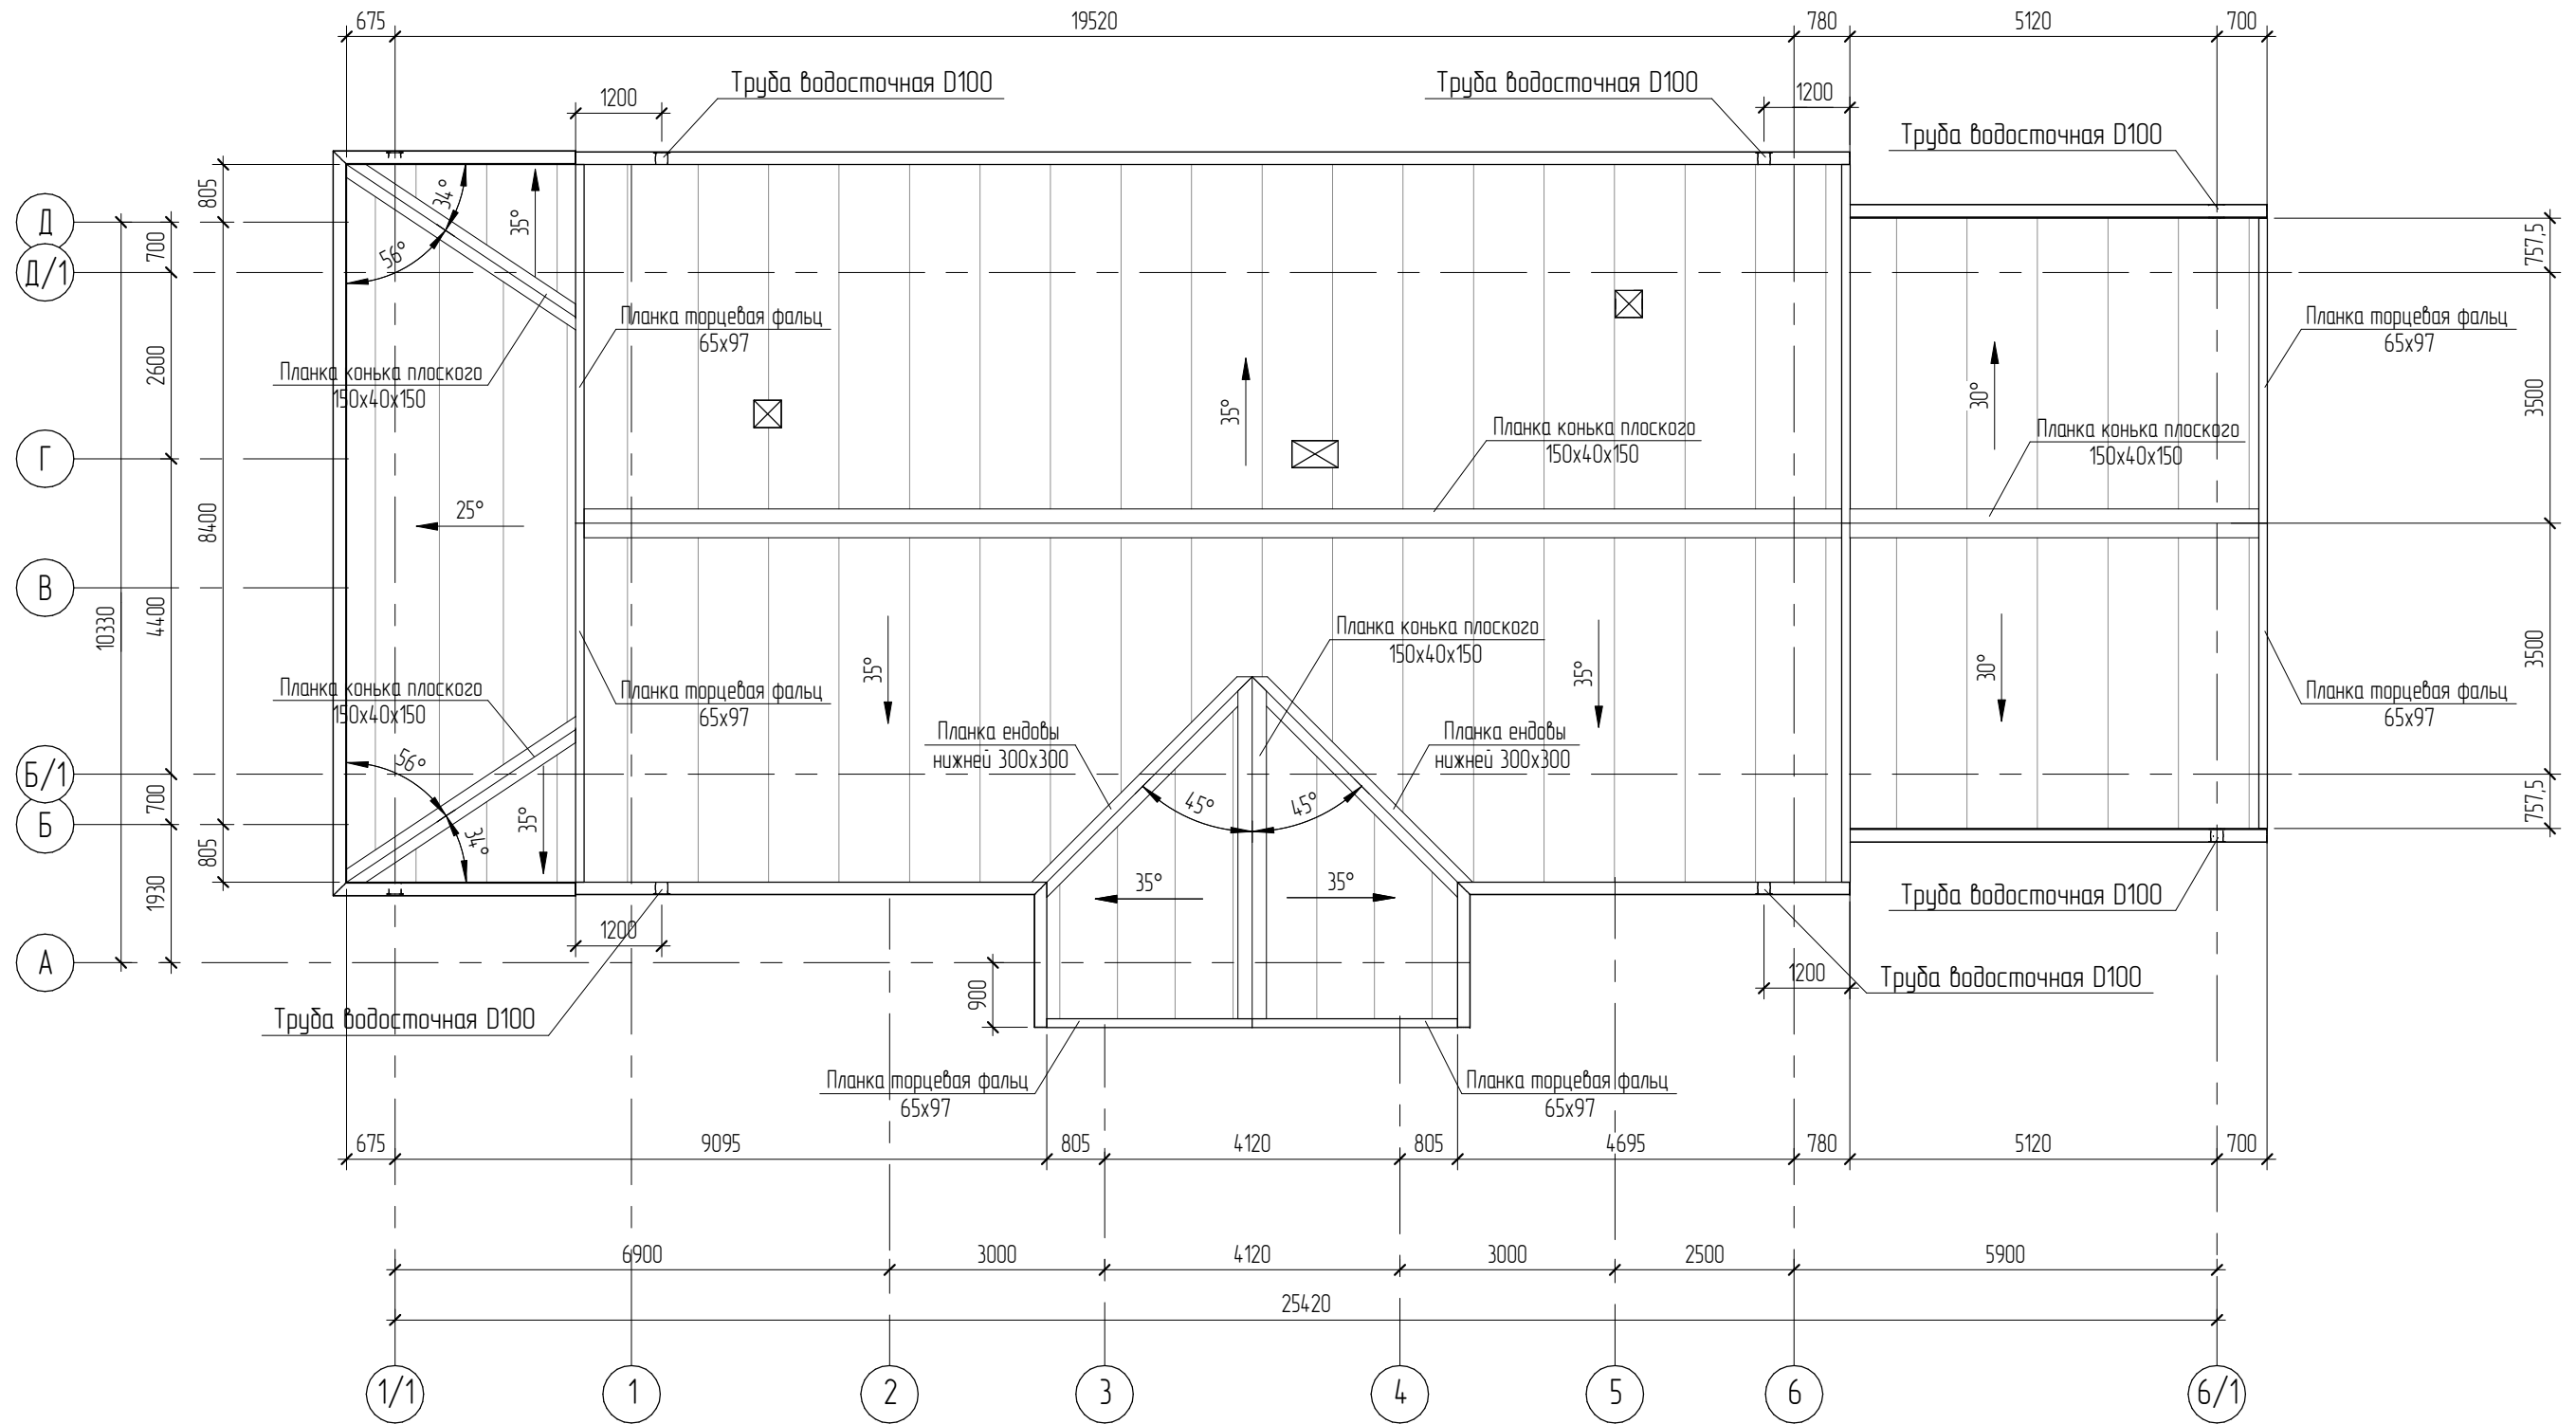 675
19520
780
5120
700
Труба водосточная D100
Труба водосточная D100
1200
1200
Труба водосточная D100
805
34°
35°
Д
700
757,5
56°
Д/1
Планка торцевая фальц
65х97
Планка торцевая фальц
65х97
2600
Планка конька плоского
150х40х150
35°
30°
3500
Планка конька плоского
150х40х150
Планка конька плоского
150х40х150
Г
25°
8400
В
10330
4400
35°
Планка конька плоского
150х40х150
35°
30°
3500
Планка конька плоского
150х40х150
Планка торцевая фальц
65х97
Планка торцевая фальц
65х97
Планка ендовы
нижней 300х300
Планка ендовы
нижней 300х300
56°
Б/1
700
45°
45°
757,5
Б
35°
34°
805
35°
35°
1930
Труба водосточная D100
1200
А
900
1200
Труба водосточная D100
Труба водосточная D100
Планка торцевая фальц
65х97
Планка торцевая фальц
65х97
675
9095
805
4120
805
4695
780
5120
700
6900
3000
4120
3000
2500
5900
25420
1/1
1
2
3
4
5
6
6/1